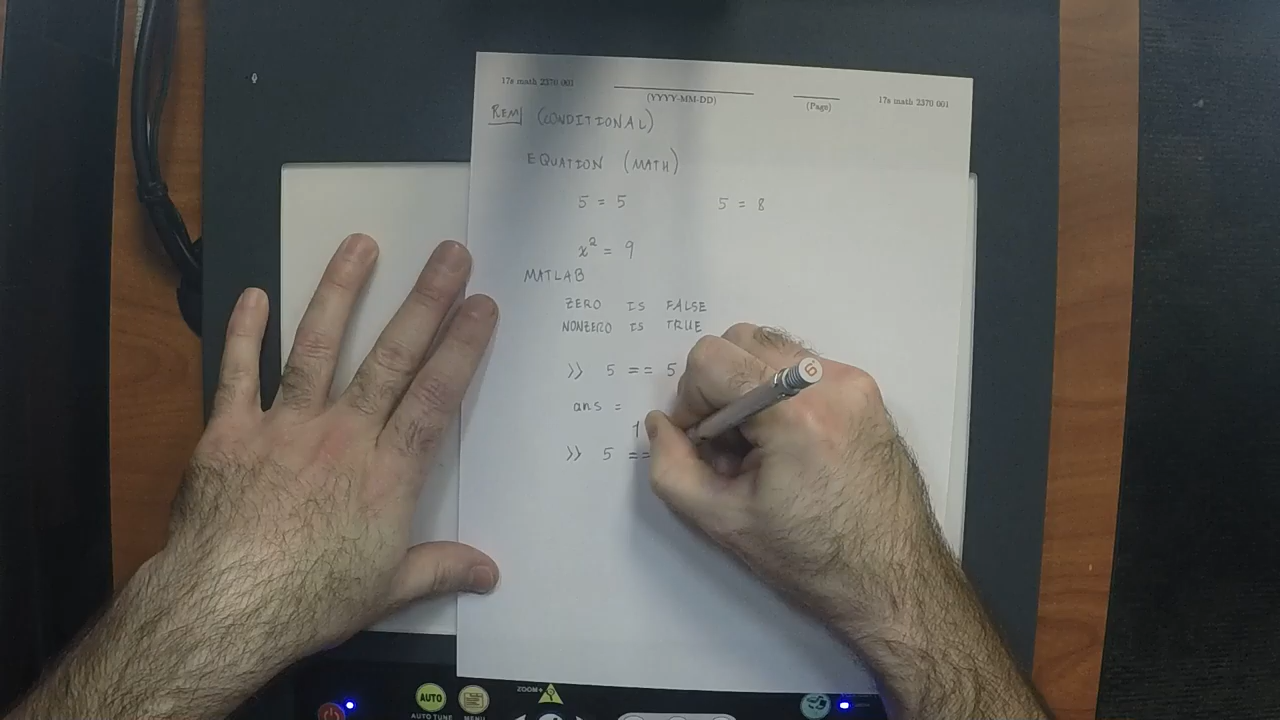 17s math 2370 001 (YYYY-MM-DD) (Page) 17s math 2370 001
REM (CONDITIONAL)
EQUATION (MATH)
5 = 5 5 = 8
x² = 9
MATLAB
ZERO IS FALSE
NONZERO IS TRUE
>> 5 == 5
ans =
1
>> 5 ==
6
ZOOM+
AUTO
AUTO TUNE MENU